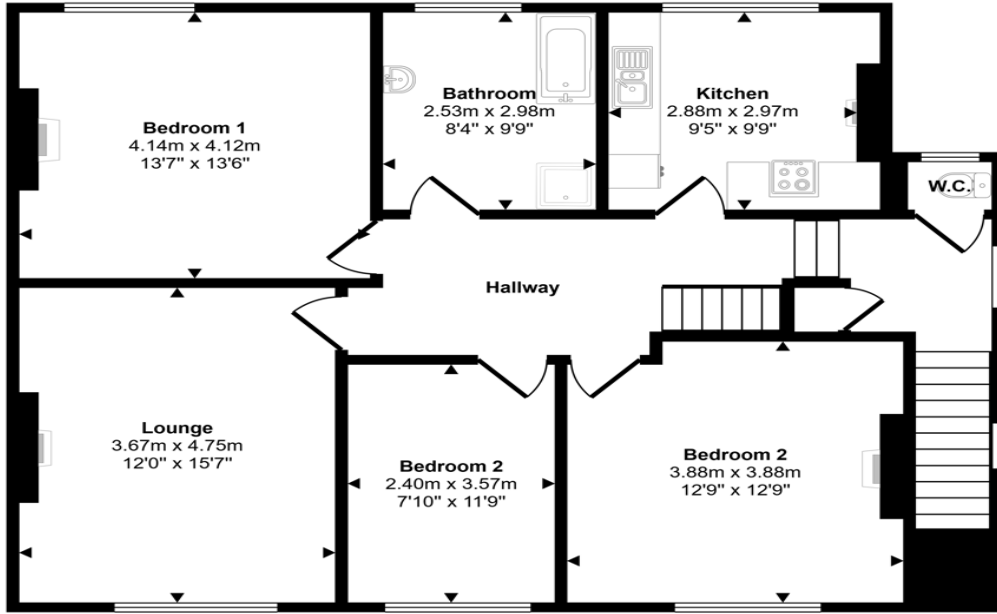 Bedroom 1
4.14m x 4.12m
13'7" x 13'6"
Bathroom
2.53m x 2.98m
8'4" x 9'9"
Kitchen
2.88m x 2.97m
9'5" x 9'9"
W.C.
Hallway
Lounge
3.67m x 4.75m
12'0" x 15'7"
Bedroom 2
2.40m x 3.57m
7'10" x 11'9"
Bedroom 2
3.88m x 3.88m
12'9" x 12'9"